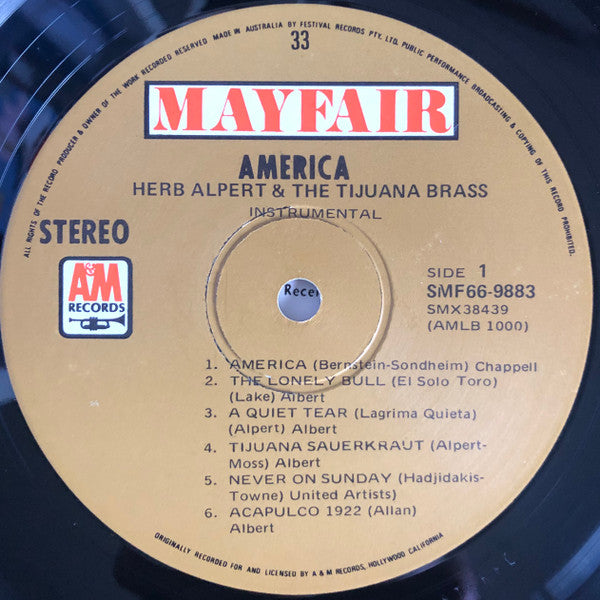 ALL RIGHTS OF THE RECORD PRODUCER & OWNER OF THE WORK RECORDED RESERVED MADE IN AUSTRALIA BY FESTIVAL RECORDS PTY. LTD. PUBLIC PERFORMANCE BROADCASTING & COPYING OF THIS RECORD PROHIBITED.
33
MAYFAIR
AMERICA
HERB ALPERT & THE TIJUANA BRASS
INSTRUMENTAL
STEREO
A&M
RECORDS
SIDE 1
SMF66-9883
SMX38439
(AMLB 1000)
Recei
1. AMERICA (Bernstein-Sondheim) Chappell
2. THE LONELY BULL (El Solo Toro)
(Lake) Albert
3. A QUIET TEAR (Lagrima Quieta)
(Alpert) Albert
4. TIJUANA SAUERKRAUT (Alpert-
Moss) Albert
5. NEVER ON SUNDAY (Hadjidakis-
Towne) United Artists)
6. ACAPULCO 1922 (Allan)
Albert
ORIGINALLY RECORDED FOR AND LICENSED BY A & M RECORDS, HOLLYWOOD CALIFORNIA